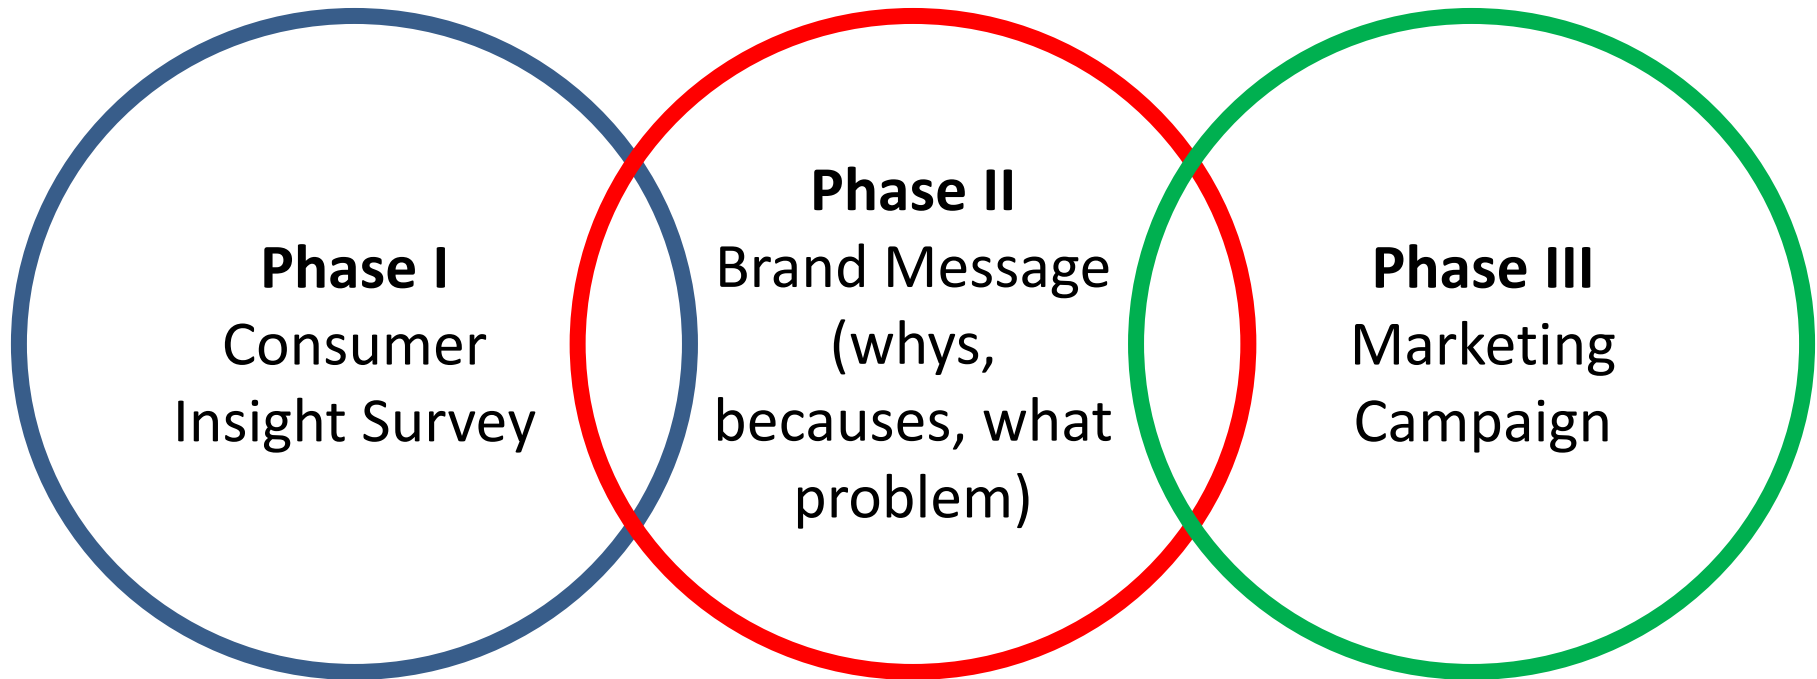 Phase I
Consumer
Insight Survey
Phase II
Brand Message
(whys,
becauses, what
problem)
Phase III
Marketing
Campaign